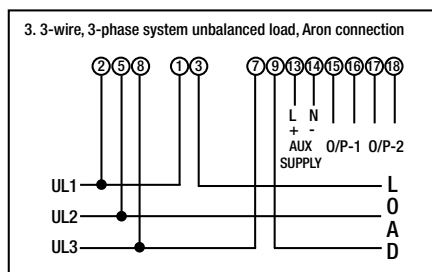 3. 3-wire, 3-phase system unbalanced load, Aron connection
2 5 8 1 3 7 9 13 14 15 16 17 18
L N
+ -
AUX O/P-1 O/P-2
SUPPLY
UL1
UL2
UL3
L
O
A
D